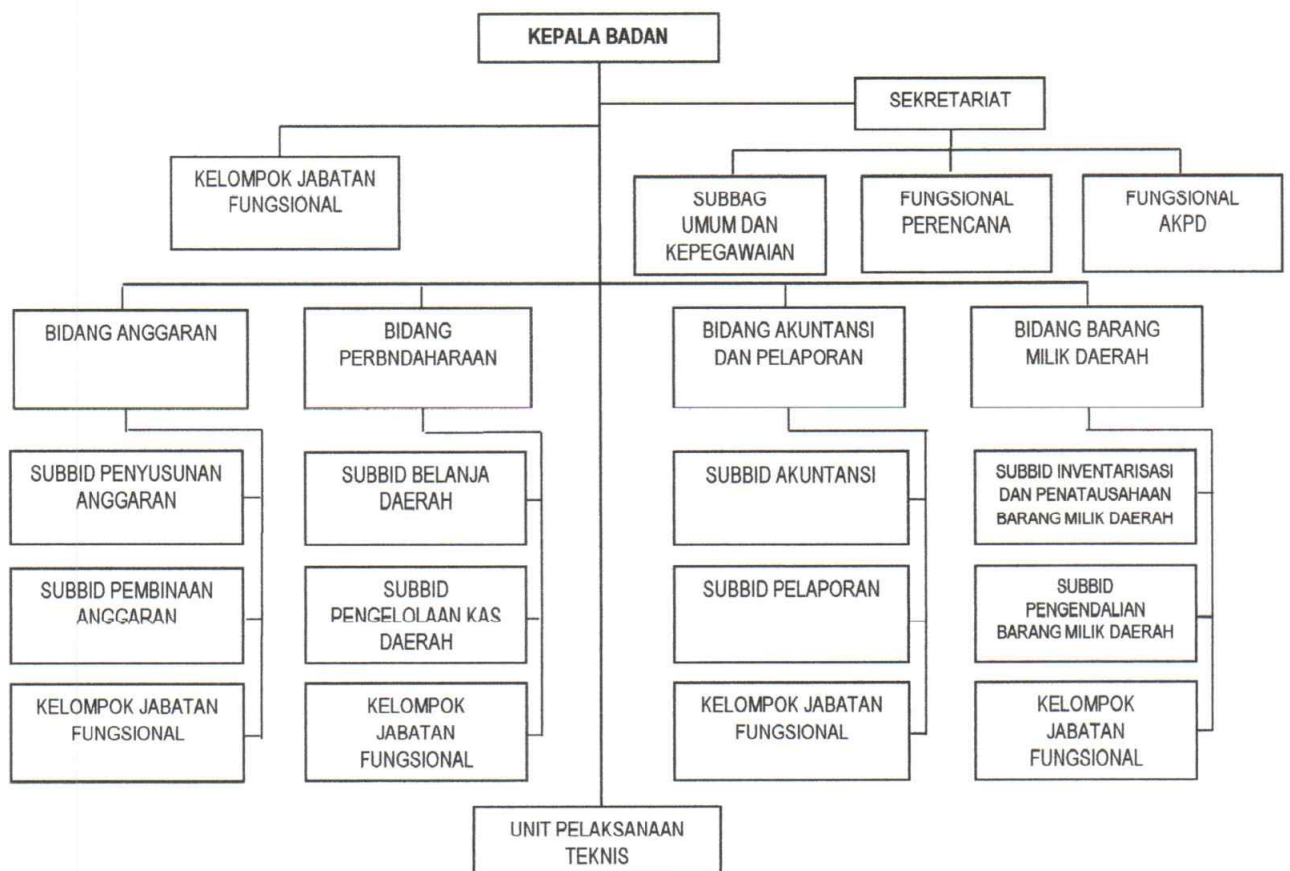 KEPALA BADAN
SEKRETARIAT
KELOMPOK JABATAN
FUNGSIONAL
SUBBAG
UMUM DAN
KEPEGAWAIAN
FUNGSIONAL
PERENCANA
FUNGSIONAL
AKPD
BIDANG ANGGARAN
BIDANG
PERBNDAHARAAN
BIDANG AKUNTANSI
DAN PELAPORAN
BIDANG BARANG
MILIK DAERAH
SUBBID PENYUSUNAN
ANGGARAN
SUBBID BELANJA
DAERAH
SUBBID AKUNTANSI
SUBBID INVENTARISASI
DAN PENATAUSAHAAN
BARANG MILIK DAERAH
SUBBID PEMBINAAN
ANGGARAN
SUBBID
PENGELOLAAN KAS
DAERAH
SUBBID PELAPORAN
SUBBID
PENGENDALIAN
BARANG MILIK DAERAH
KELOMPOK JABATAN
FUNGSIONAL
KELOMPOK
JABATAN
FUNGSIONAL
KELOMPOK JABATAN
FUNGSIONAL
KELOMPOK
JABATAN
FUNGSIONAL
UNIT PELAKSANAAN
TEKNIS